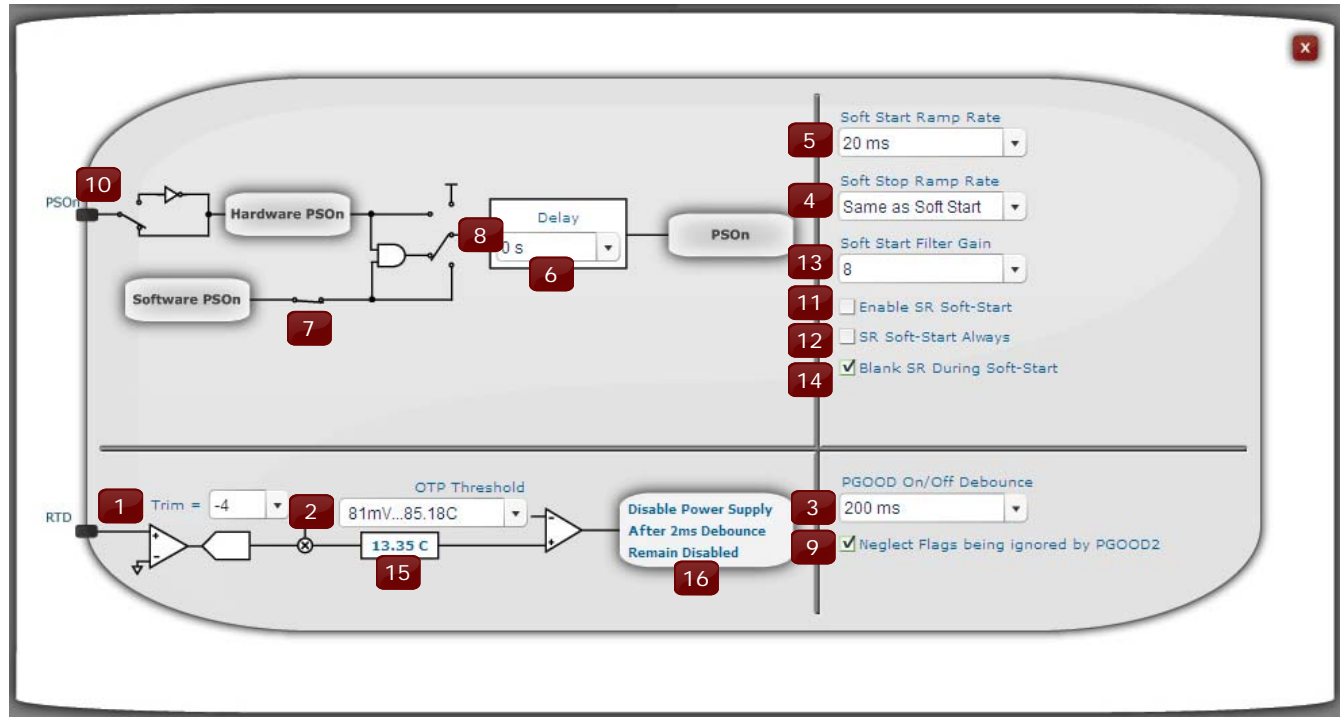 X
Soft Start Ramp Rate
5
20 ms
10
PSOn
Hardware PSOn
Soft Stop Ramp Rate
4
Same as Soft Start
Delay
8
0 s
6
PSOn
Soft Start Filter Gain
13
8
Software PSOn
7
11
Enable SR Soft-Start
12
SR Soft-Start Always
14
Blank SR During Soft-Start
RTD
1
Trim =
-4
2
OTP Threshold
81mV...85.18C
- +
+ -
13.35 C
15
Disable Power Supply
After 2ms Debounce
Remain Disabled
16
PGOOD On/Off Debounce
3
200 ms
9
Neglect Flags being ignored by PGOOD2